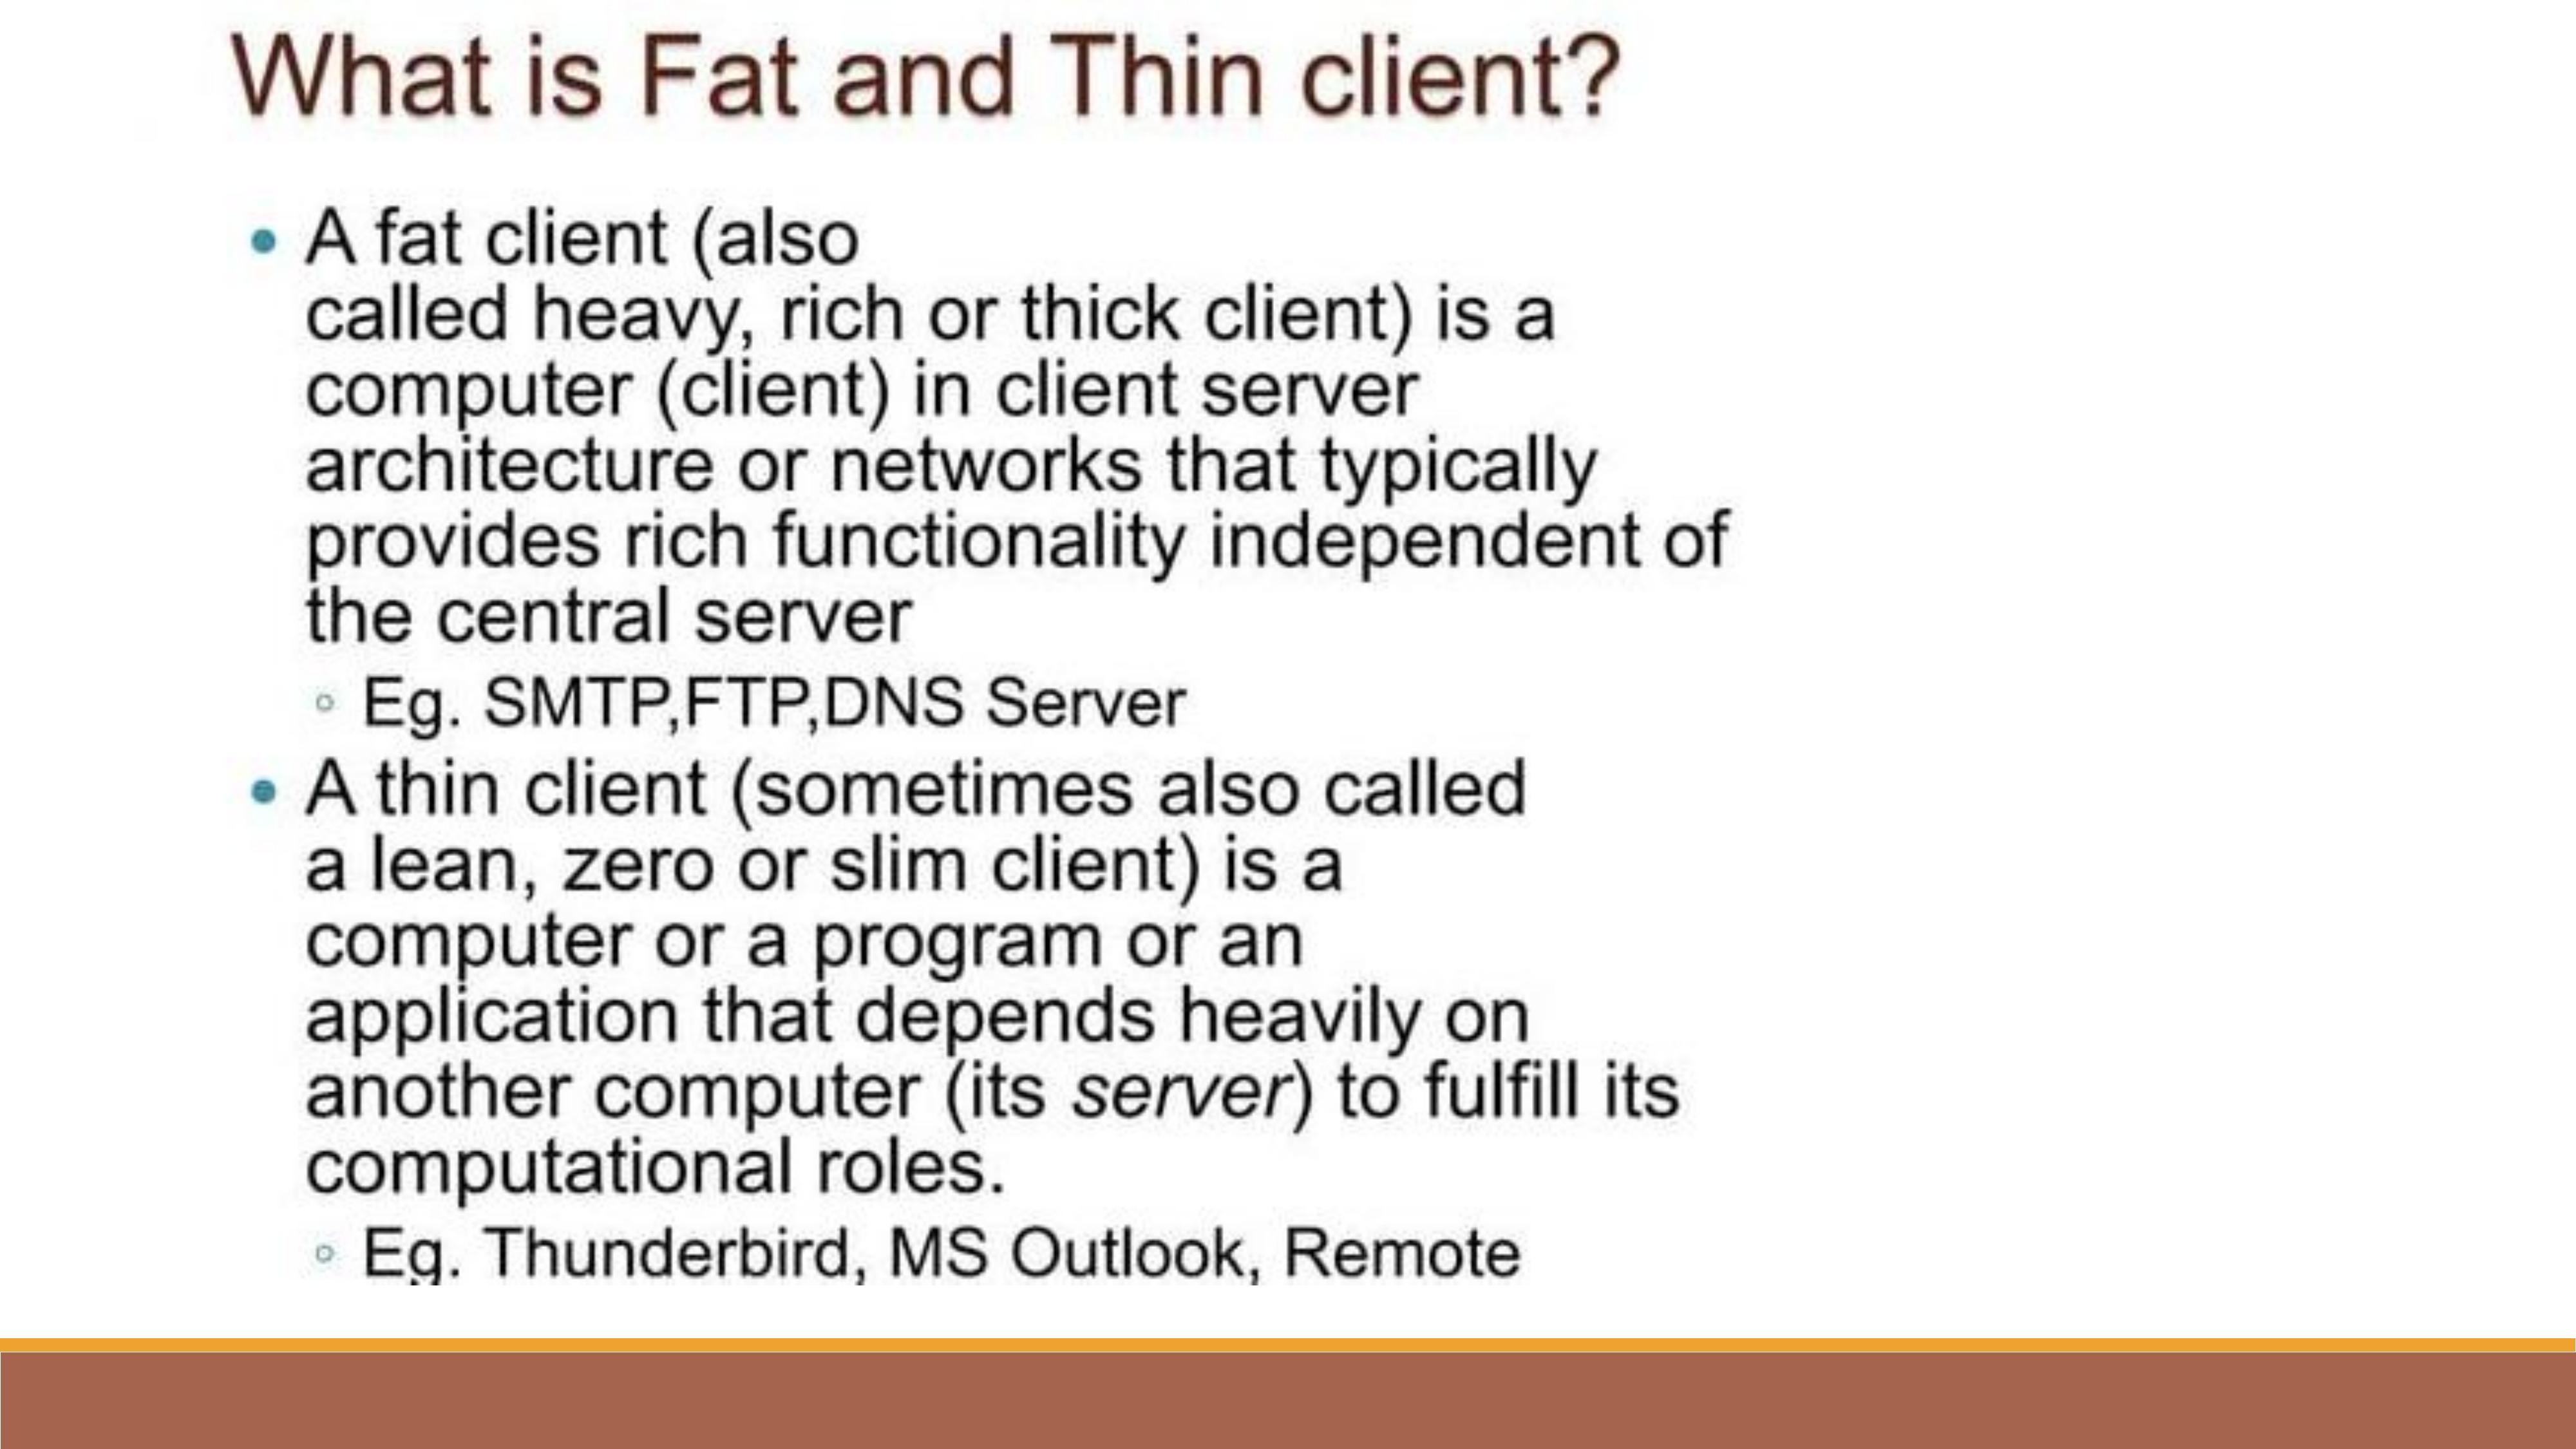 What is Fat and Thin client?
• A fat client (also
called heavy, rich or thick client) is a
computer (client) in client server
architecture or networks that typically
provides rich functionality independent of
the central server
◦ Eg. SMTP,FTP,DNS Server
• A thin client (sometimes also called
a lean, zero or slim client) is a
computer or a program or an
application that depends heavily on
another computer (its server) to fulfill its
computational roles.
◦ Eg. Thunderbird, MS Outlook, Remote